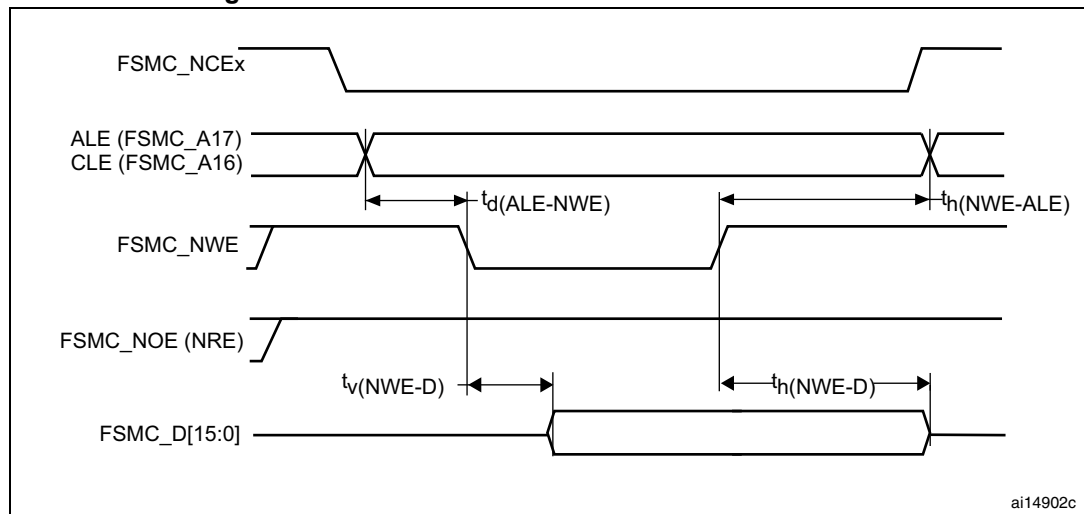 FSMC_NCEx
ALE (FSMC_A17)
CLE (FSMC_A16)
td(ALE-NWE)
th(NWE-ALE)
FSMC_NWE
FSMC_NOE (NRE)
tv(NWE-D)
th(NWE-D)
FSMC_D[15:0]
ai14902c